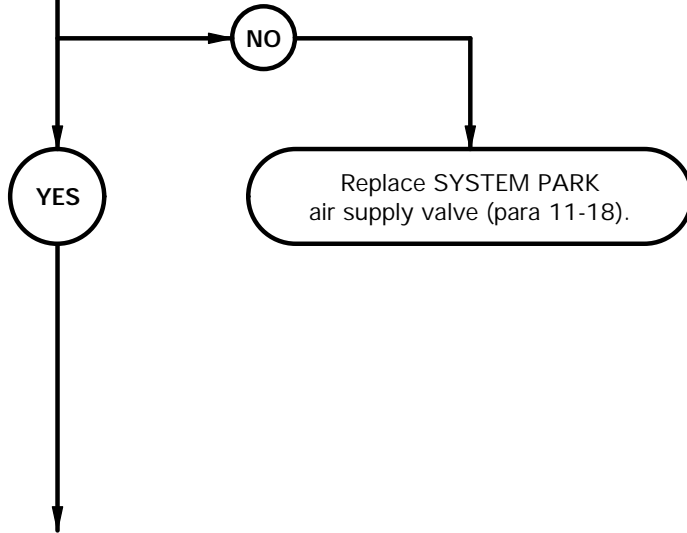 NO
YES
Replace SYSTEM PARK
air supply valve (para 11-18).